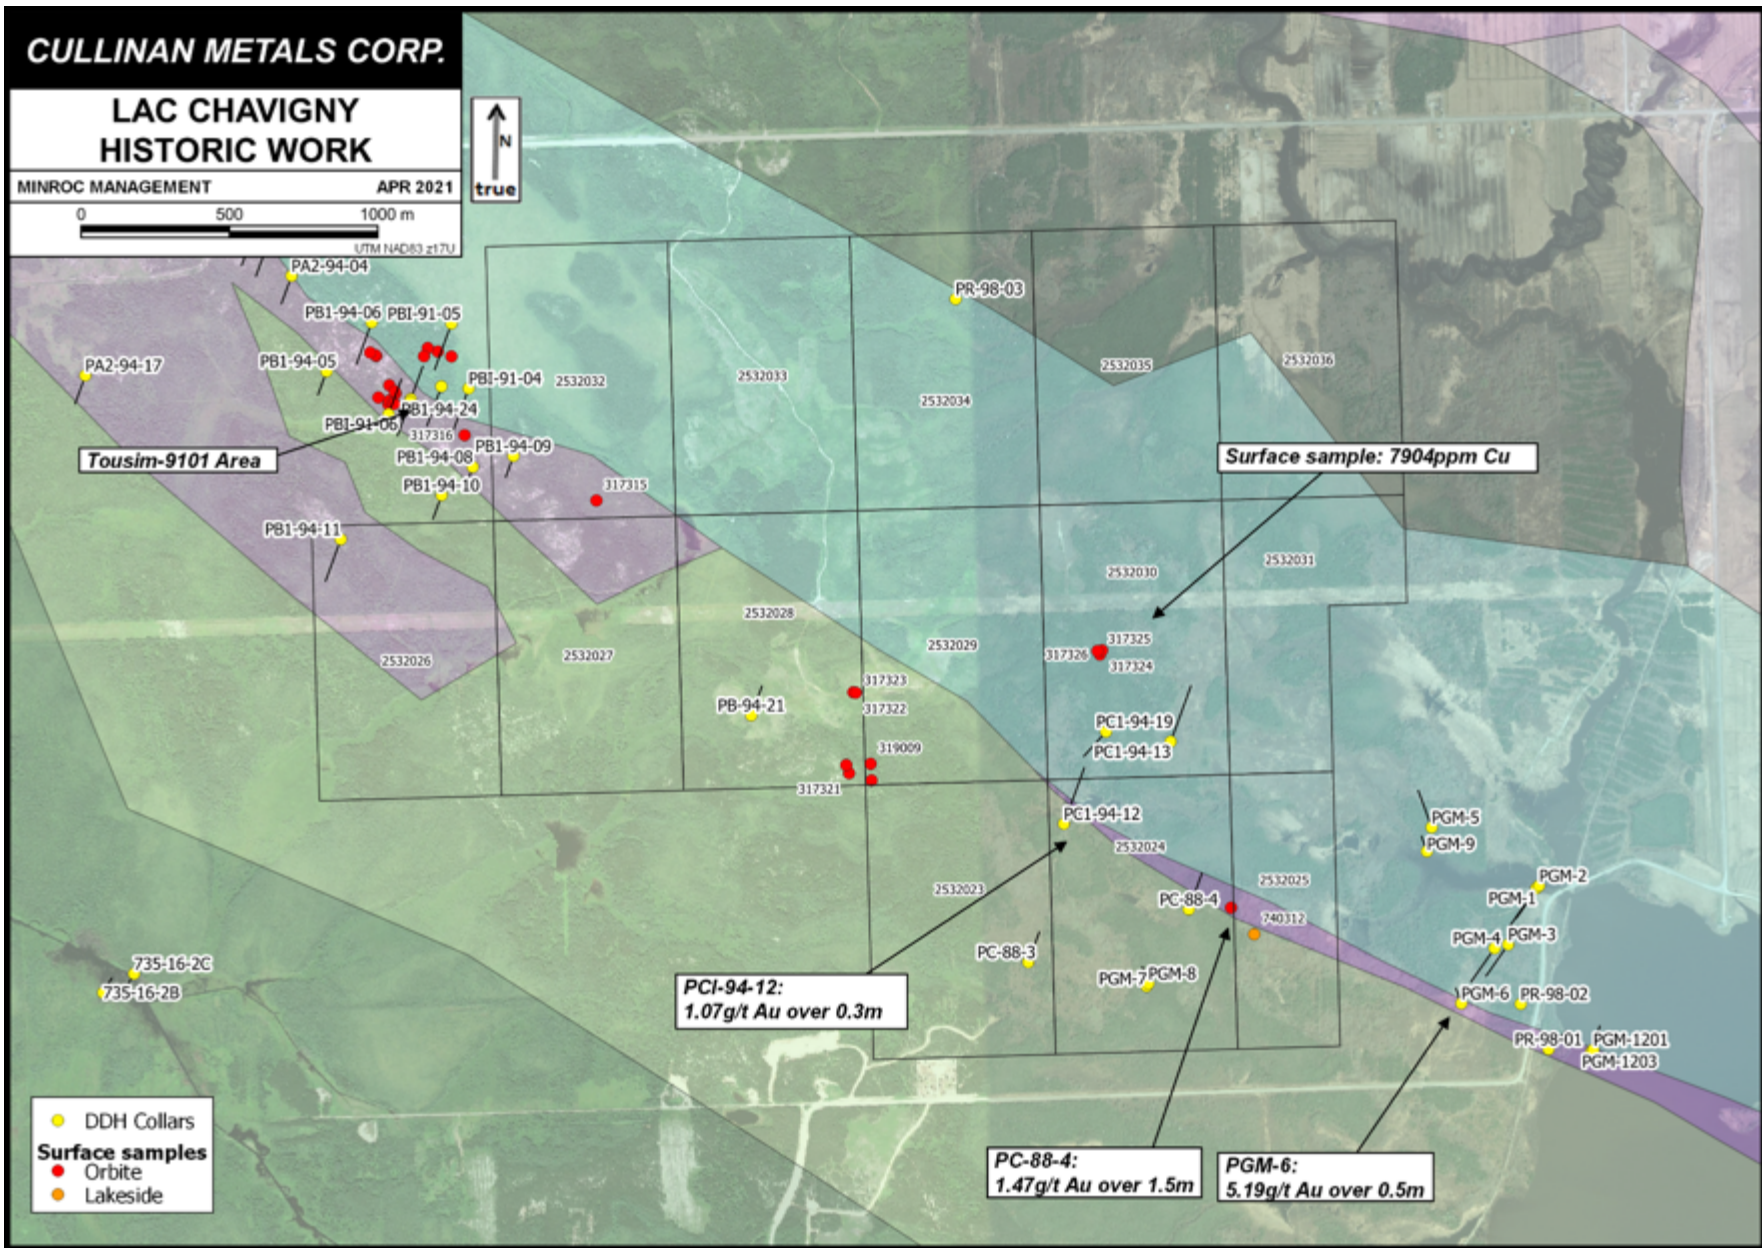 CULLINAN METALS CORP.
LAC CHAVIGNY
HISTORIC WORK
MINROC MANAGEMENT APR 2021
0 500 1000 m
UTM NAD83 z17U
N
true
PA2-94-04
PR-98-03
PB1-94-06 PBI-91-05
PB1-94-05
PA2-94-17
2532035
2532036
2532033
2532032
PBI-91-04
2532034
PB1-94-24
PBI-91-06
317316
PB1-94-09
PB1-94-08
Tousim-9101 Area
Surface sample: 7904ppm Cu
PB1-94-10
317315
PB1-94-11
2532031
2532030
2532028
317325
2532029
317326
2532027
2532026
317324
317323
PB-94-21
317322
PC1-94-19
319009
PC1-94-13
317321
PC1-94-12
PGM-5
PGM-9
2532024
PGM-2
2532025
2532023
PC-88-4
PGM-1
740312
PGM-3
PGM-4
PC-88-3
735-16-2C
PGM-8
PGM-7
735-16-2B
PGM-6
PR-98-02
PCI-94-12:
1.07g/t Au over 0.3m
PR-98-01
PGM-1201
PGM-1203
DDH Collars
Surface samples
Orbite
Lakeside
PC-88-4:
1.47g/t Au over 1.5m
PGM-6:
5.19g/t Au over 0.5m